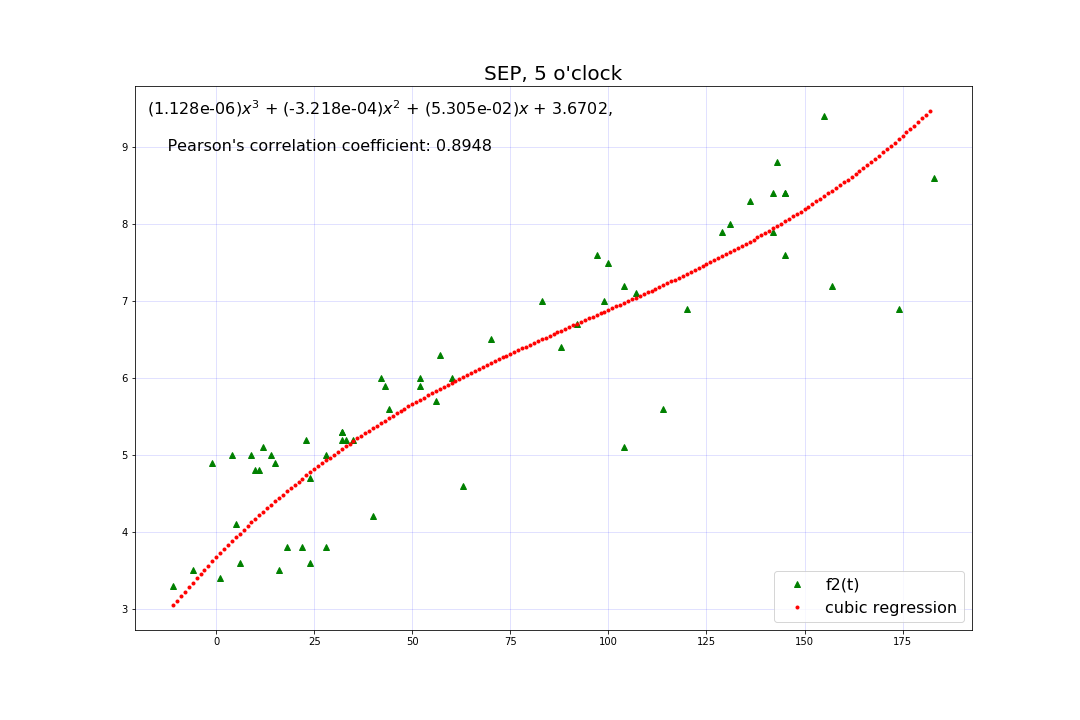 SEP, 5 o'clock
(1.128e-06)x³ + (-3.218e-04)x² + (5.305e-02)x + 3.6702,
Pearson's correlation coefficient: 0.8948
9
8
7
6
5
4
3
f2(t)
cubic regression
0 25 50 75 100 125 150 175